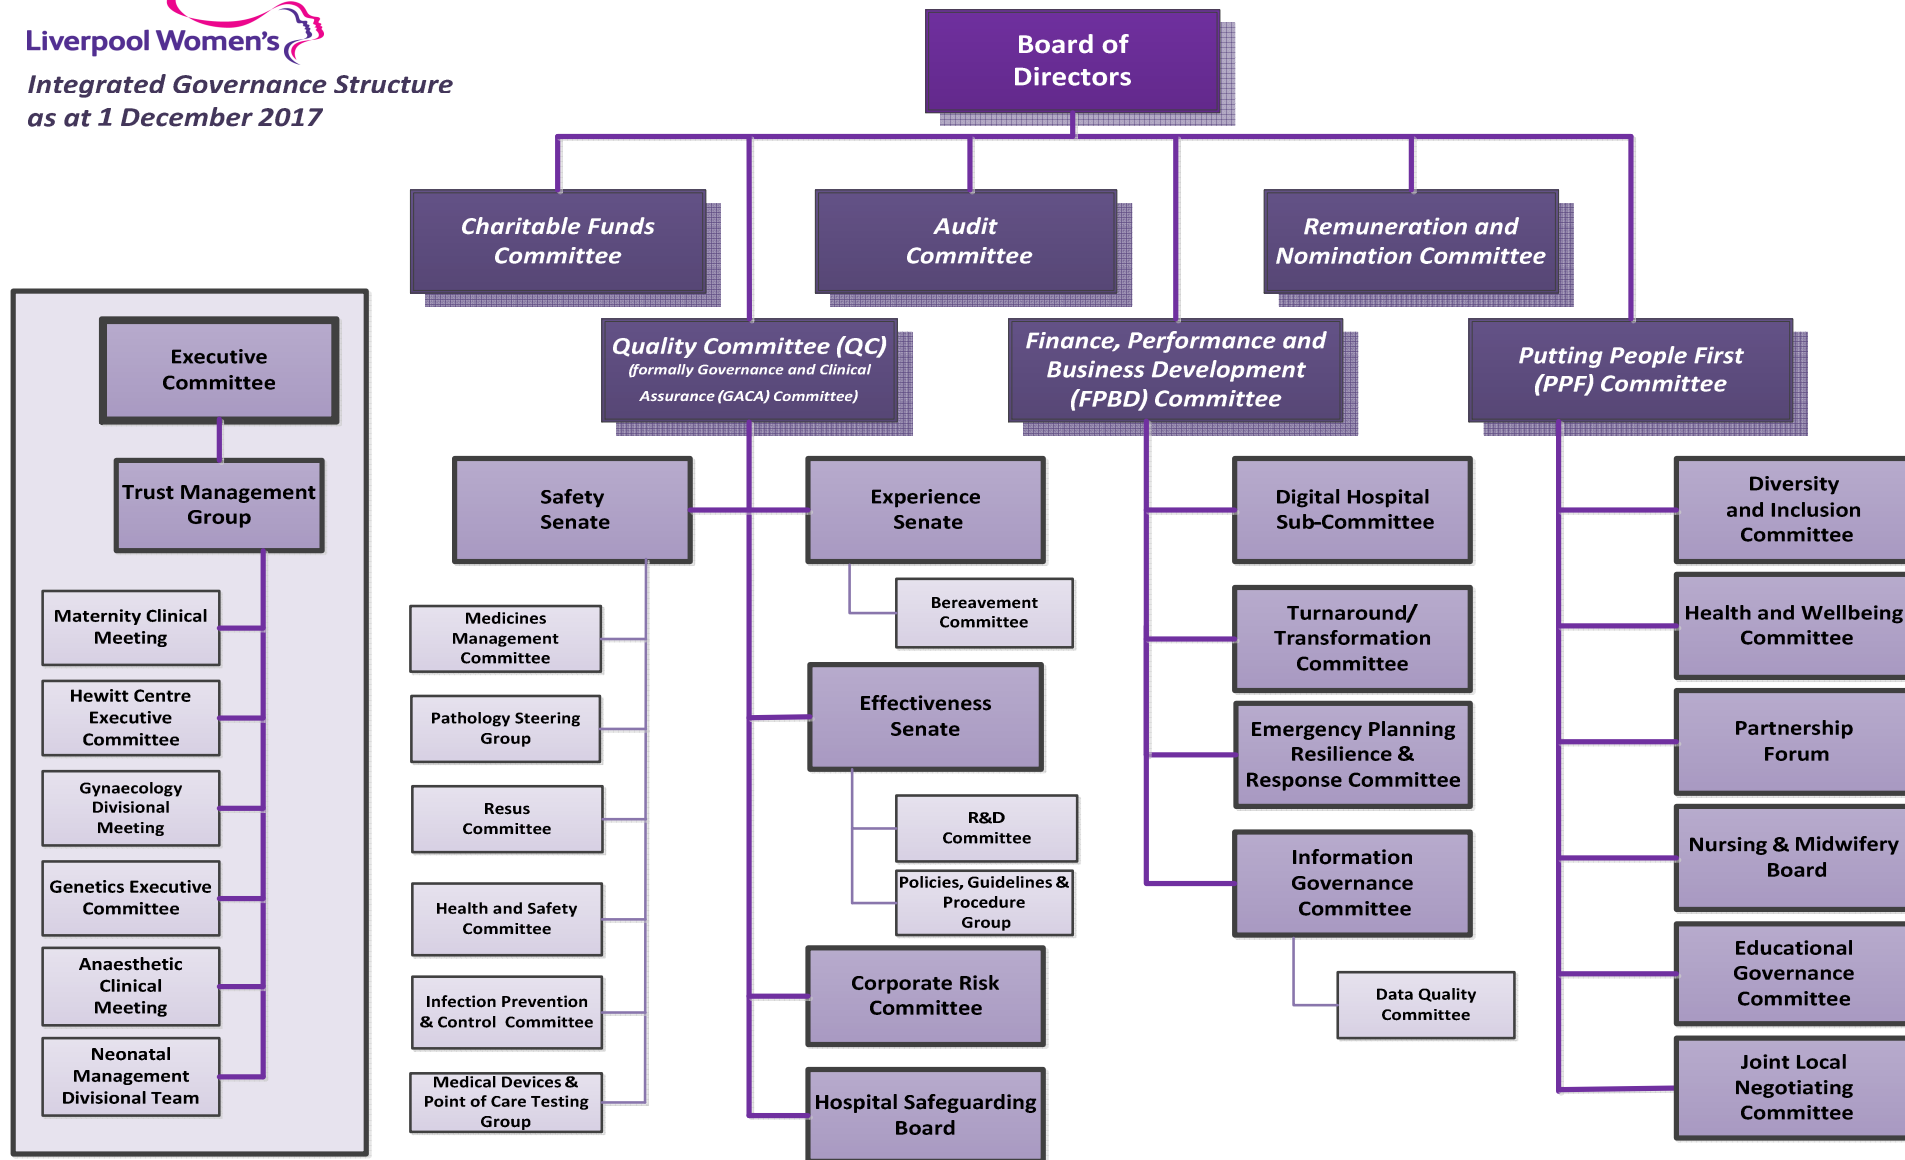 Liverpool Women's
Integrated Governance Structure
as at 1 December 2017
Board of
Directors
Charitable Funds
Committee
Audit
Committee
Remuneration and
Nomination Committee
Quality Committee (QC)
(formally Governance and Clinical
Assurance (GACA) Committee)
Finance, Performance and
Business Development
(FPBD) Committee
Putting People First
(PPF) Committee
Executive
Committee
Trust Management
Group
Maternity Clinical
Meeting
Hewitt Centre
Executive
Committee
Gynaecology
Divisional
Meeting
Genetics Executive
Committee
Anaesthetic
Clinical
Meeting
Neonatal
Management
Divisional Team
Safety
Senate
Medicines
Management
Committee
Pathology Steering
Group
Resus
Committee
Health and Safety
Committee
Infection Prevention
& Control Committee
Medical Devices &
Point of Care Testing
Group
Experience
Senate
Bereavement
Committee
Effectiveness
Senate
R&D
Committee
Policies, Guidelines &
Procedure
Group
Corporate Risk
Committee
Hospital Safeguarding
Board
Digital Hospital
Sub-Committee
Turnaround/
Transformation
Committee
Emergency Planning
Resilience &
Response Committee
Information
Governance
Committee
Data Quality
Committee
Diversity
and Inclusion
Committee
Health and Wellbeing
Committee
Partnership
Forum
Nursing & Midwifery
Board
Educational
Governance
Committee
Joint Local
Negotiating
Committee